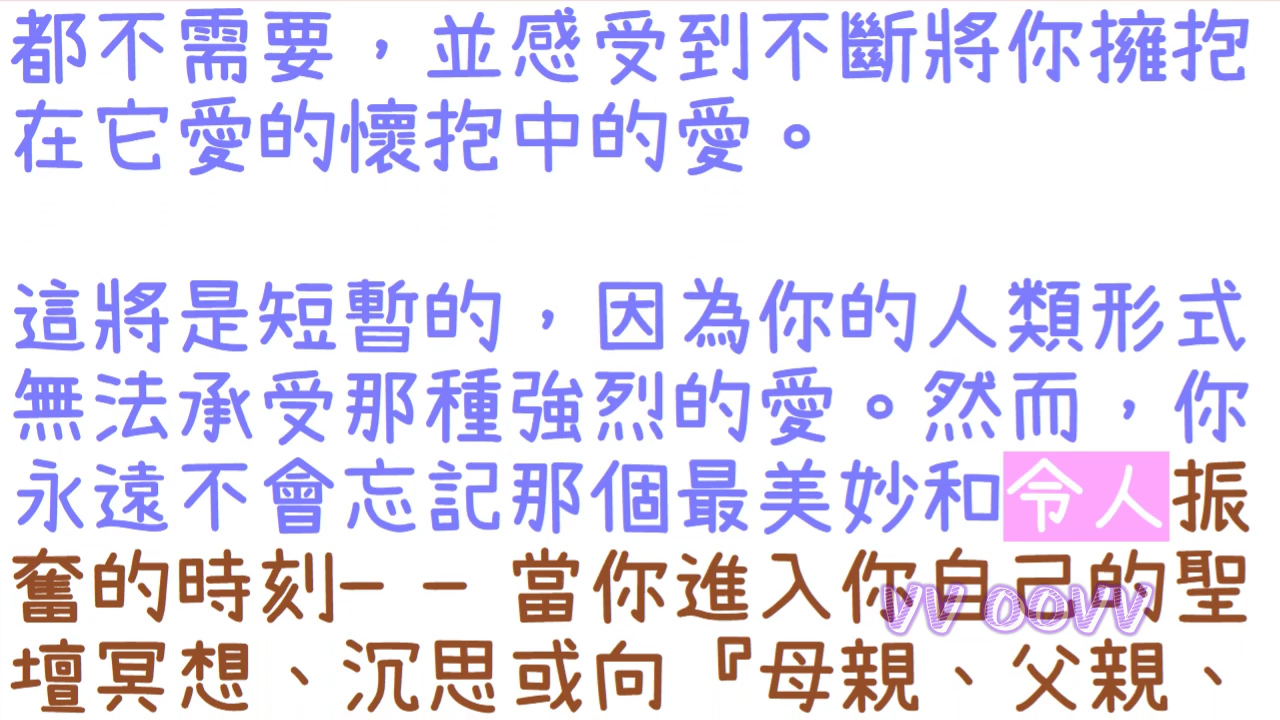 都不需要，並感受到不斷將你擁抱
在它愛的懷抱中的愛。
這將是短暫的，因為你的人類形式
無法承受那種強烈的愛。然而，你
永遠不會忘記那個最美妙和令人振
奮的時刻－－當你進入你自己的聖
壇冥想、沉思或向『母親、父親、
vv oovv